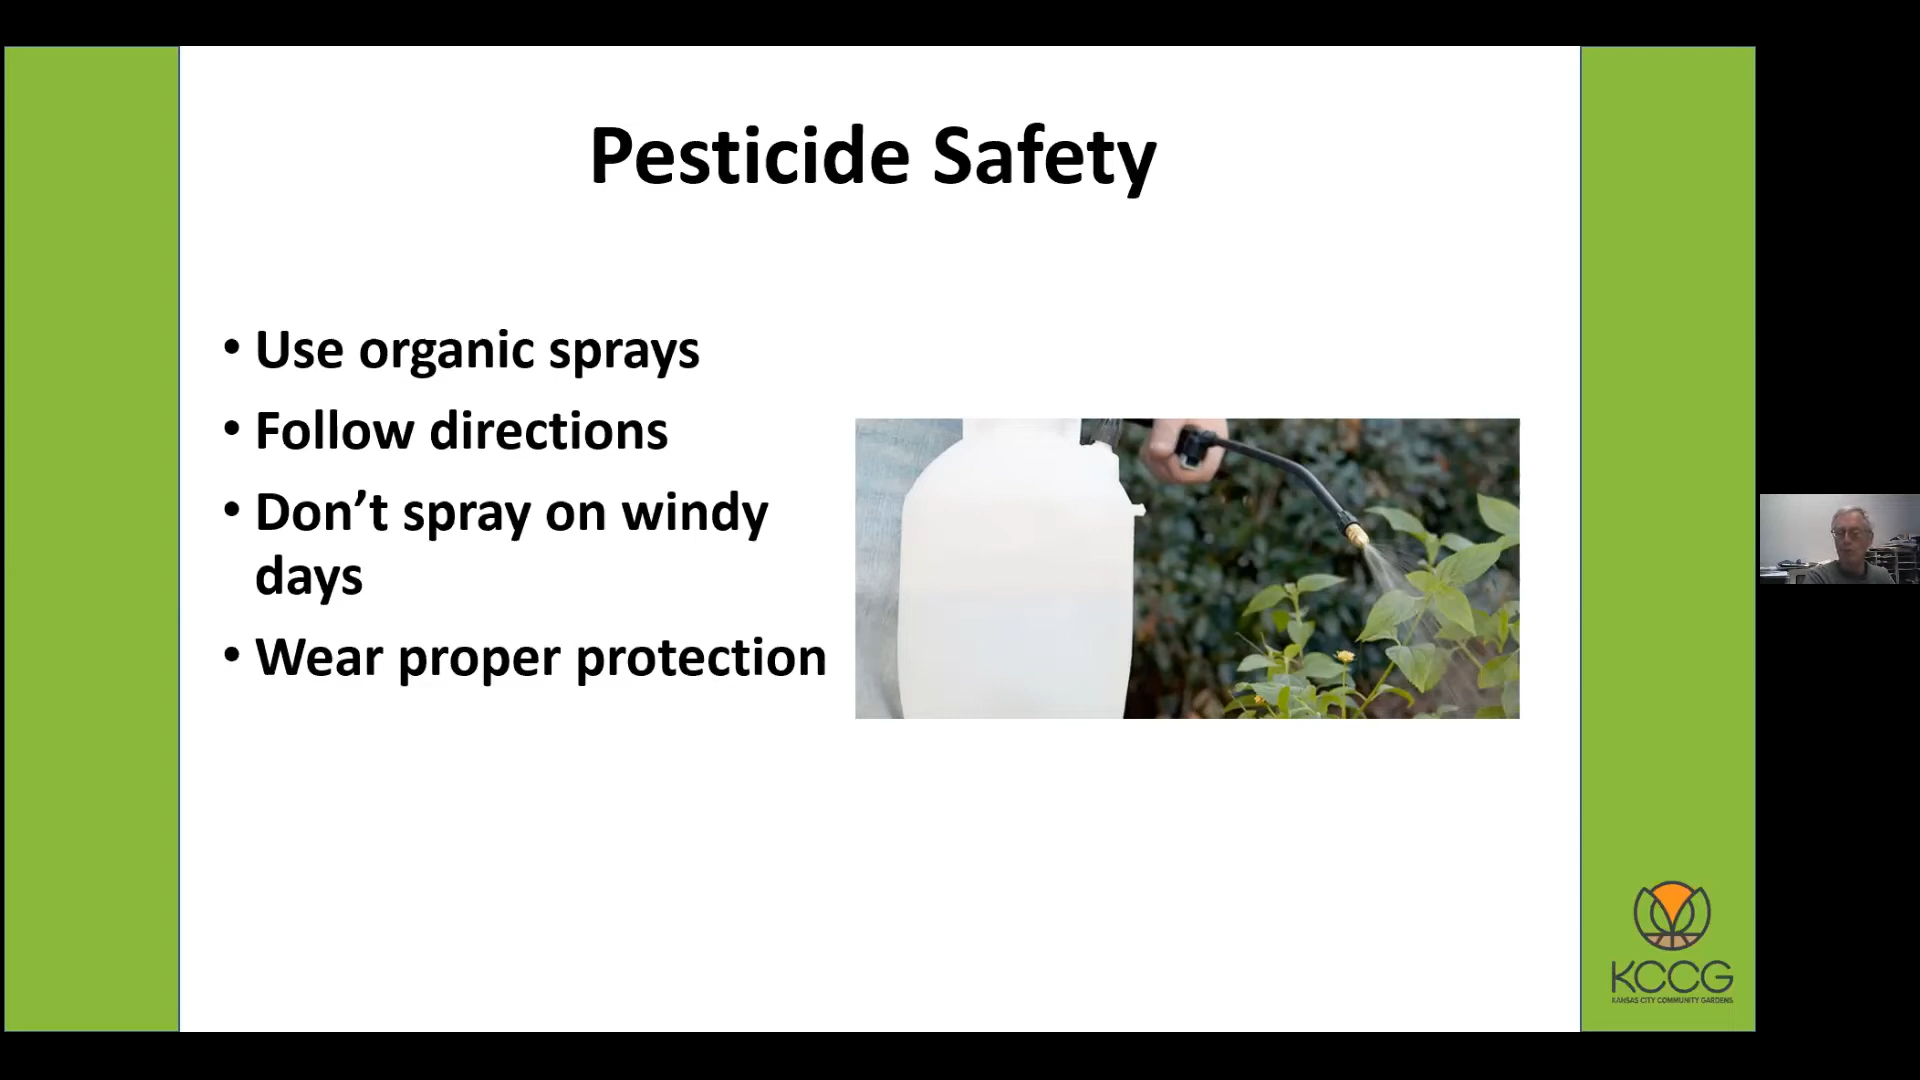 Pesticide Safety
• Use organic sprays
• Follow directions
• Don’t spray on windy
days
• Wear proper protection
KCCG
KANSAS CITY COMMUNITY GARDENS